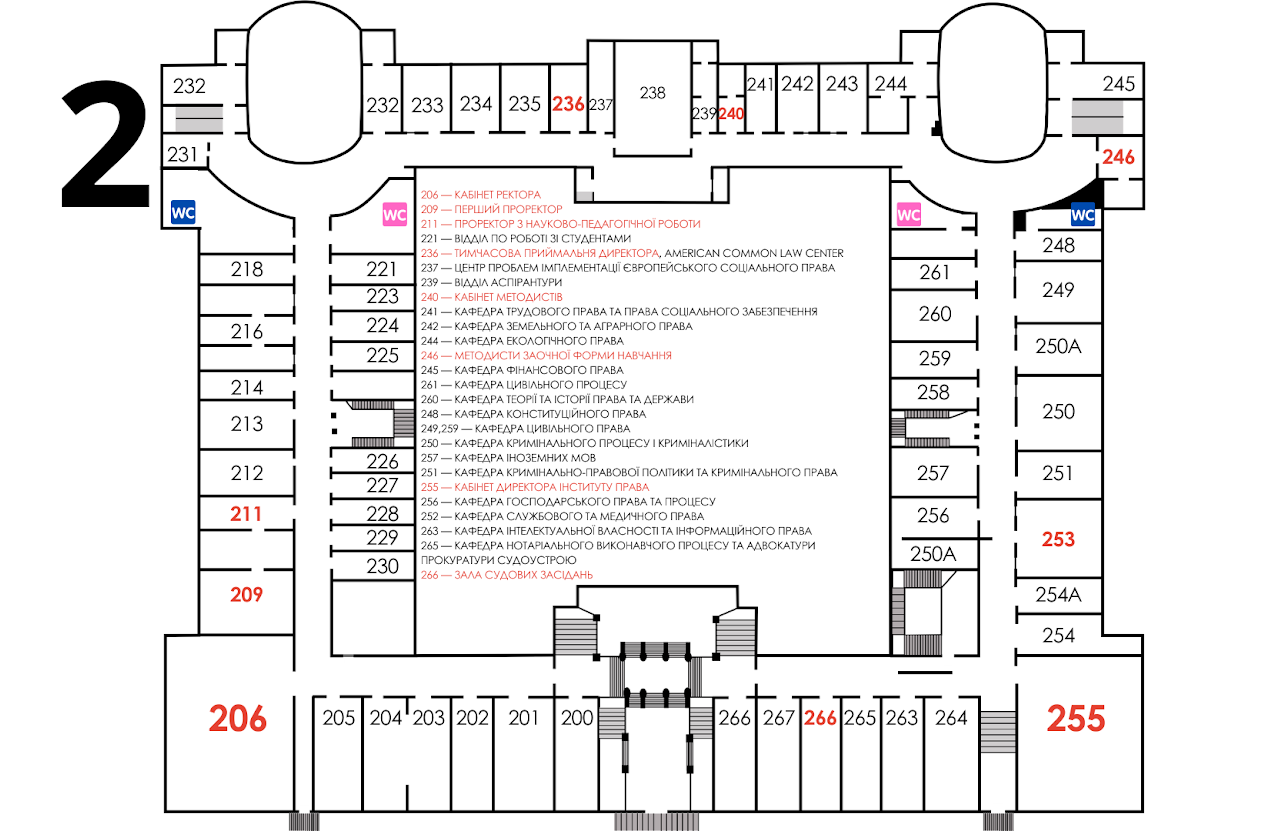 2
232
232
233
234
235
236
237
238
239
240
241
242
243
244
245
231
246
WC
WC
WC
WC
206 — КАБІНЕТ РЕКТОРА
209 — ПЕРШИЙ ПРОРЕКТОР
211 — ПРОРЕКТОР З НАУКОВО-ПЕДАГОГІЧНОЇ РОБОТИ
221 — ВІДДІЛ ПО РОБОТІ ЗІ СТУДЕНТАМИ
236 — ТИМЧАСОВА ПРИЙМАЛЬНЯ ДИРЕКТОРА, AMERICAN COMMON LAW CENTER
237 — ЦЕНТР ПРОБЛЕМ ІМПЛЕМЕНТАЦІЇ ЄВРОПЕЙСЬКОГО СОЦІАЛЬНОГО ПРАВА
239 — ВІДДІЛ АСПІРАНТУРИ
240 — КАБІНЕТ МЕТОДИСТІВ
241 — КАФЕДРА ТРУДОВОГО ПРАВА ТА ПРАВА СОЦІАЛЬНОГО ЗАБЕЗПЕЧЕННЯ
242 — КАФЕДРА ЗЕМЕЛЬНОГО ТА АГРАРНОГО ПРАВА
244 — КАФЕДРА ЕКОЛОГІЧНОГО ПРАВА
246 — МЕТОДИСТИ ЗАОЧНОЇ ФОРМИ НАВЧАННЯ
245 — КАФЕДРА ФІНАНСОВОГО ПРАВА
261 — КАФЕДРА ЦИВІЛЬНОГО ПРОЦЕСУ
260 — КАФЕДРА ТЕОРІЇ ТА ІСТОРІЇ ПРАВА ТА ДЕРЖАВИ
248 — КАФЕДРА КОНСТИТУЦІЙНОГО ПРАВА
249,259 — КАФЕДРА ЦИВІЛЬНОГО ПРАВА
250 — КАФЕДРА КРИМІНАЛЬНОГО ПРОЦЕСУ І КРИМІНАЛІСТИКИ
257 — КАФЕДРА ІНОЗЕМНИХ МОВ
251 — КАФЕДРА КРИМІНАЛЬНО-ПРАВОВОЇ ПОЛІТИКИ ТА КРИМІНАЛЬНОГО ПРАВА
255 — КАБІНЕТ ДИРЕКТОРА ІНСТИТУТУ ПРАВА
256 — КАФЕДРА ГОСПОДАРСЬКОГО ПРАВА ТА ПРОЦЕСУ
252 — КАФЕДРА СЛУЖБОВОГО ТА МЕДИЧНОГО ПРАВА
263 — КАФЕДРА ІНТЕЛЕКТУАЛЬНОЇ ВЛАСНОСТІ ТА ІНФОРМАЦІЙНОГО ПРАВА
265 — КАФЕДРА НОТАРІАЛЬНОГО ВИКОНАВЧОГО ПРОЦЕСУ ТА АДВОКАТУРИ
ПРОКУРАТУРИ СУДОУСТРОЮ
266 — ЗАЛА СУДОВИХ ЗАСІДАНЬ
218
216
214
213
212
211
209
221
223
224
225
226
227
228
229
230
261
260
259
258
257
256
250А
248
249
250А
250
251
253
254А
254
206
205
204
203
202
201
200
266
267
266
265
263
264
255